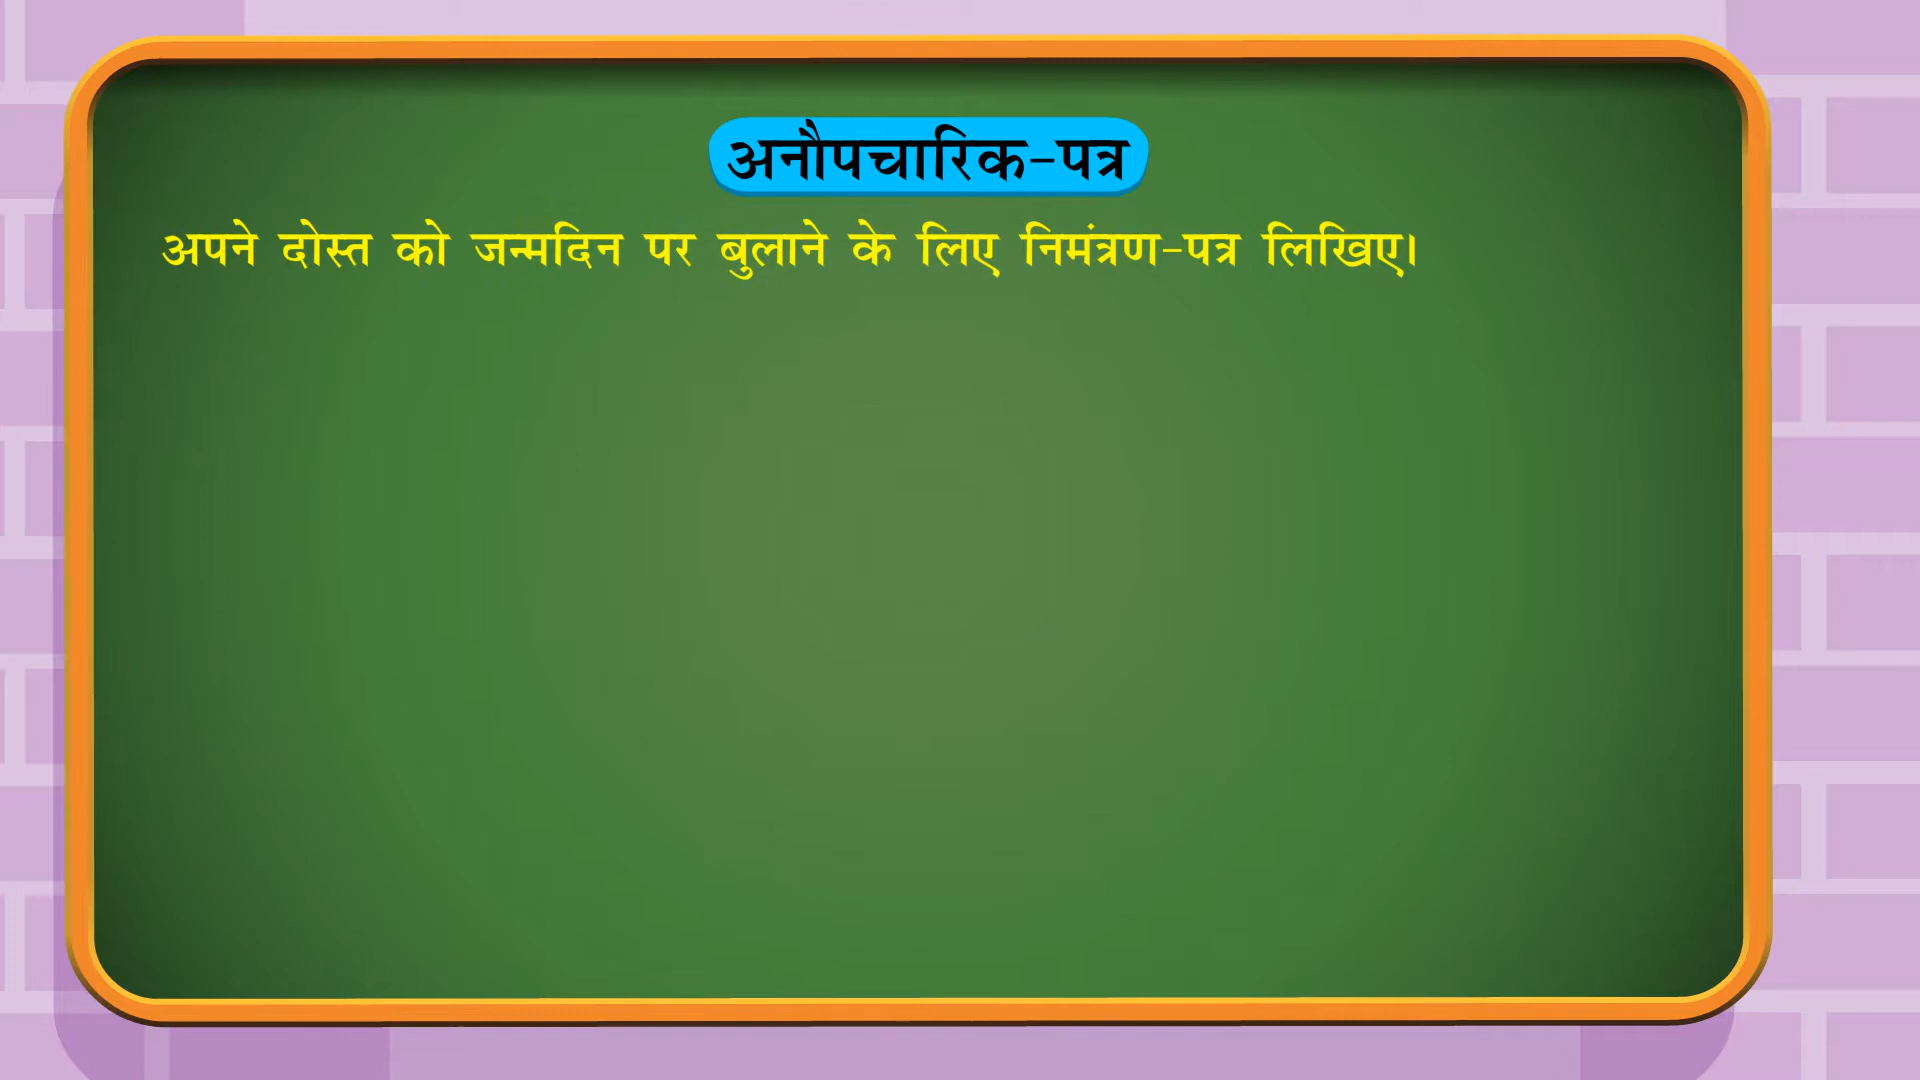 अनौपचारिक-पत्र
अपने दोस्त को जन्मदिन पर बुलाने के लिए निमंत्रण-पत्र लिखिए।